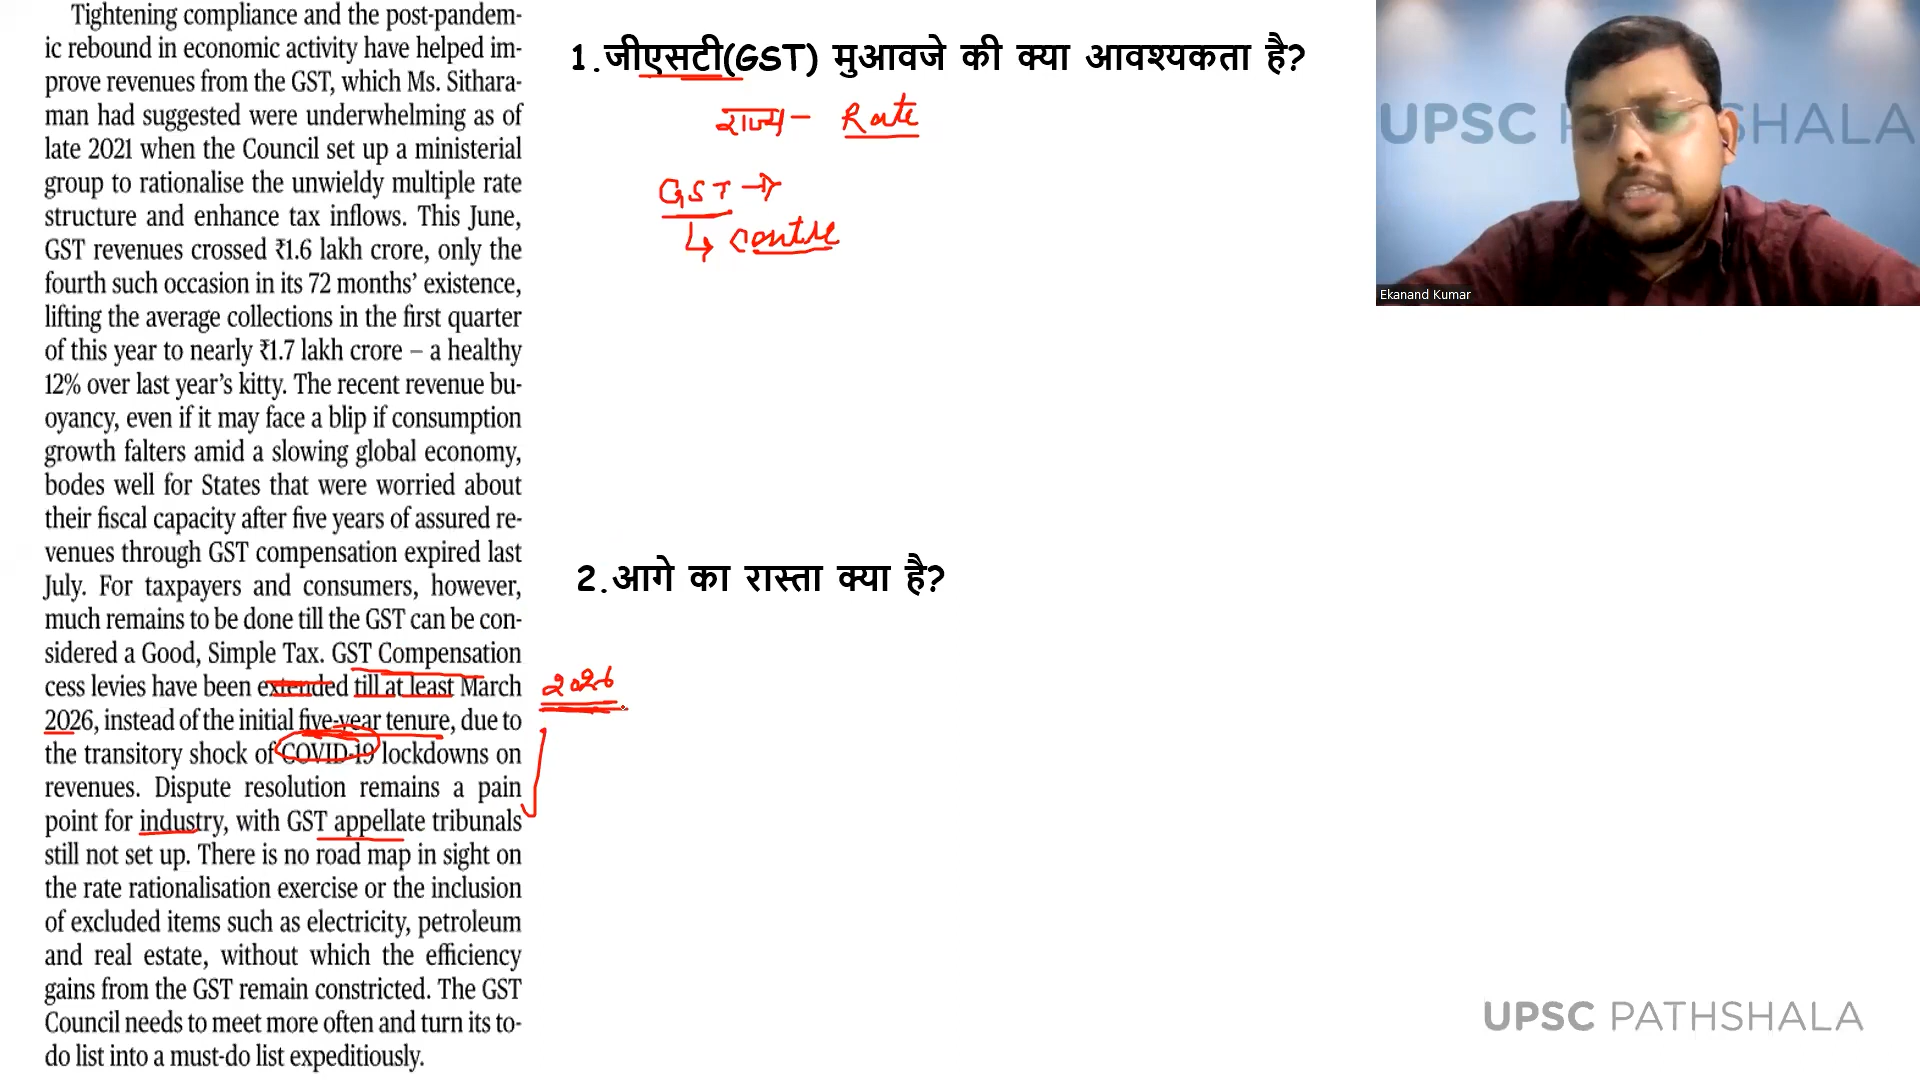 Tightening compliance and the post-pandem-
ic rebound in economic activity have helped im-
prove revenues from the GST, which Ms. Sithara-
man had suggested were underwhelming as of
late 2021 when the Council set up a ministerial
group to rationalise the unwieldy multiple rate
structure and enhance tax inflows. This June,
GST revenues crossed ₹1.6 lakh crore, only the
fourth such occasion in its 72 months’ existence,
lifting the average collections in the first quarter
of this year to nearly ₹1.7 lakh crore – a healthy
12% over last year’s kitty. The recent revenue bu-
oyancy, even if it may face a blip if consumption
growth falters amid a slowing global economy,
bodes well for States that were worried about
their fiscal capacity after five years of assured re-
venues through GST compensation expired last
July. For taxpayers and consumers, however,
much remains to be done till the GST can be con-
sidered a Good, Simple Tax. GST Compensation
cess levies have been extended till at least March
2026, instead of the initial five-year tenure, due to
the transitory shock of COVID-19 lockdowns on
revenues. Dispute resolution remains a pain
point for industry, with GST appellate tribunals
still not set up. There is no road map in sight on
the rate rationalisation exercise or the inclusion
of excluded items such as electricity, petroleum
and real estate, without which the efficiency
gains from the GST remain constricted. The GST
Council needs to meet more often and turn its to-
do list into a must-do list expeditiously.
1.जीएसटी(GST) मुआवजे की क्या आवश्यकता है?
राज्य – Rate
GST →
↳ centre
2.आगे का रास्ता क्या है?
2026
UPSC PATHSHALA
Ekanand Kumar
UPSC PATHSHALA